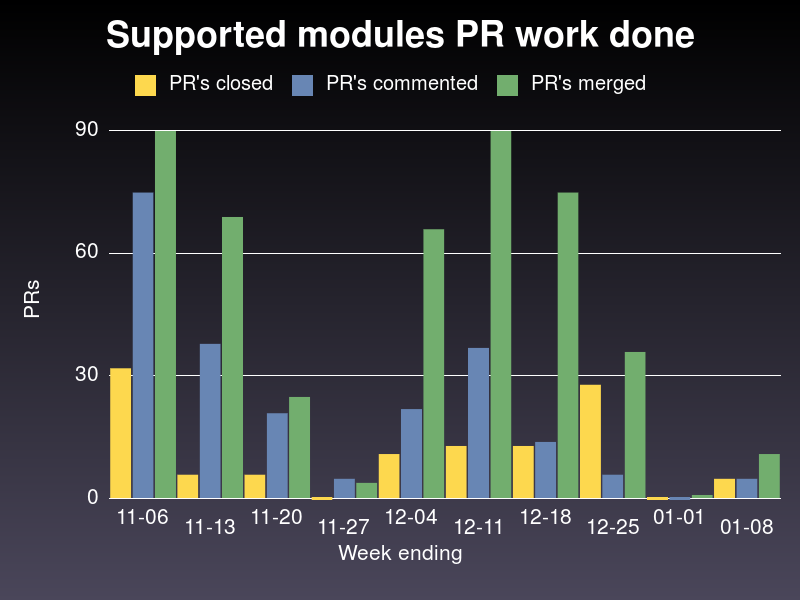 Supported modules PR work done
PR's closed PR's commented PR's merged
90
60
30
0
PRs
11-06 11-13 11-20 11-27 12-04 12-11 12-18 12-25 01-01 01-08
Week ending